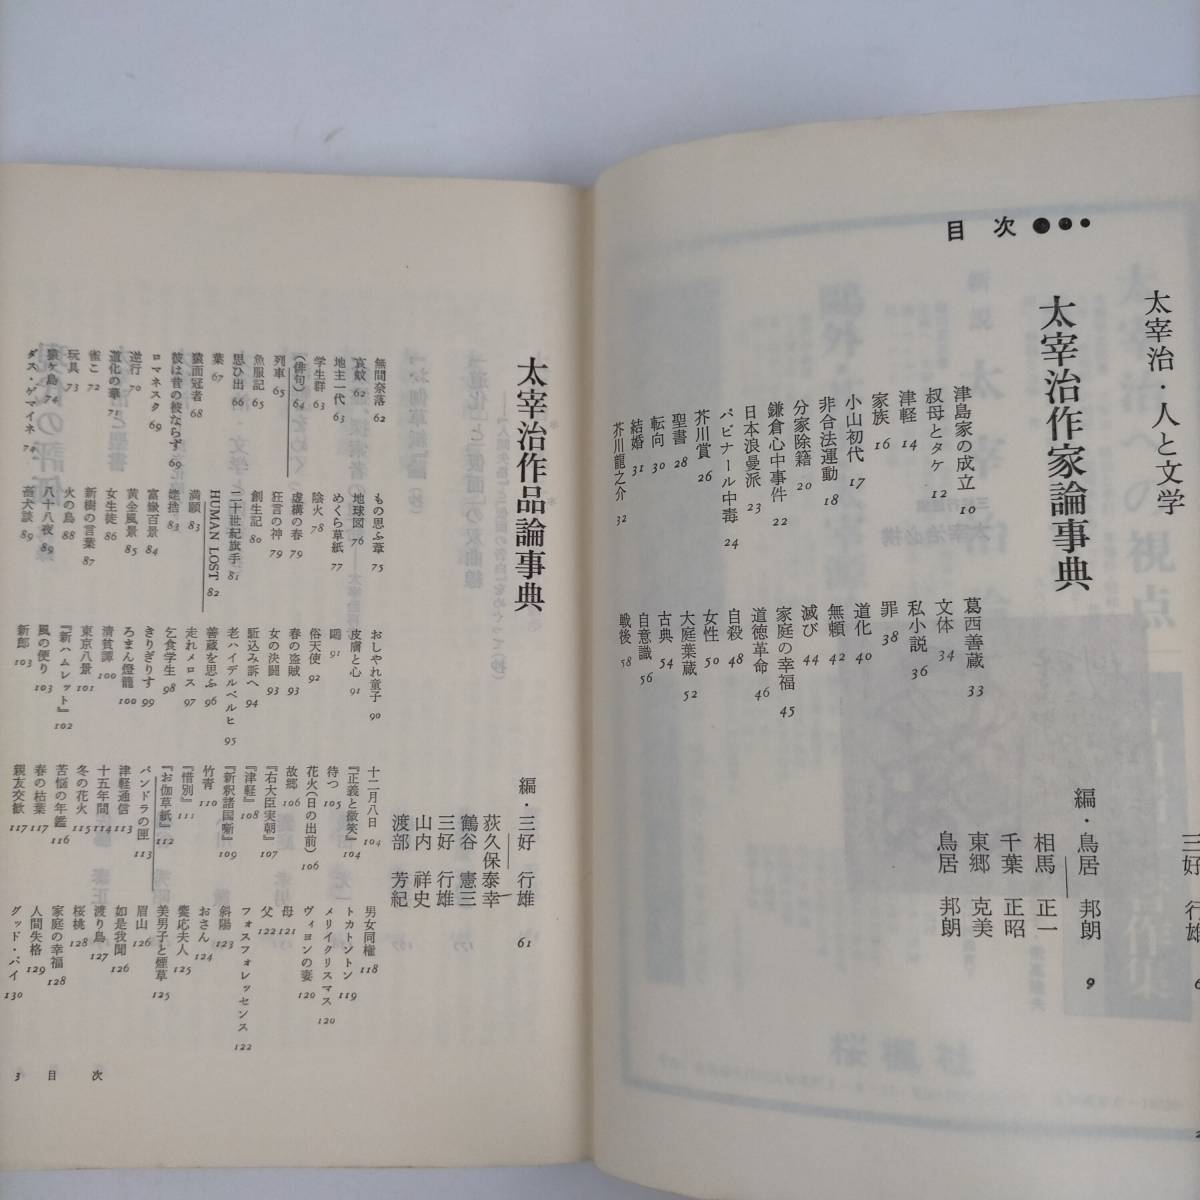 目次
太宰治・人と文学
三好行雄
6
太宰治作家論事典
編・鳥居邦朗
9
相馬正一
千葉正昭
東郷克美
鳥居邦朗
津島家の成立 10
叔母とタケ 12
津軽 14
家族 16
小山初代 17
非合法運動 18
分家除籍 20
鎌倉心中事件 22
日本浪曼派 23
パビナール中毒 24
芥川賞 26
聖書 28
転向 30
結婚 31
芥川龍之介 32
葛西善蔵 33
文体 34
私小説 36
罪 38
道化 40
無頼 42
滅び 44
家庭の幸福 45
道徳革命 46
自殺 48
女性 50
大庭葉蔵 52
古典 54
自意識 56
戦後 58
2
太宰治作品論事典
編・三好行雄
61
荻久保泰幸
鶴谷憲三
三好行雄
山内祥史
渡部芳紀
無間奈落 62
哀蚊 62
地主一代 63
学生群 63
(俳句) 64
列車 65
魚服記 65
思ひ出 66
葉 67
猿面冠者 68
彼は昔の彼ならず 69
ロマネスク 69
逆行 70
道化の華 71
雀こ 72
玩具 73
猿ヶ島 74
ダス・ゲマイネ 74
もの思ふ葦 75
地球図 76
めくら草紙 77
陰火 78
虚構の春 79
狂言の神 79
創生記 80
二十世紀旗手 81
HUMAN LOST 82
満願 83
姥捨 83
富嶽百景 84
黄金風景 85
女生徒 86
新樹の言葉 87
火の鳥 88
八十八夜 89
畜犬談 89
おしゃれ童子 90
皮膚と心 91
鷗 91
俗天使 92
春の盗賊 93
女の決闘 93
駈込み訴へ 94
老ハイデルベルヒ 95
善蔵を思ふ 96
走れメロス 97
乞食学生 98
きりぎりす 99
ろまん燈籠 100
清貧譚 100
東京八景 101
『新ハムレット』 102
風の便り 103
新郎 103
十二月八日 104
『正義と微笑』 104
待つ 105
花火(日の出前) 106
故郷 106
『右大臣実朝』 107
『津軽』 108
『新釈諸国噺』 109
竹青 110
『惜別』 111
『お伽草紙』 112
パンドラの匣 113
津軽通信 113
十五年間 114
冬の花火 115
苦悩の年鑑 116
春の枯葉 117
親友交歓 117
男女同権 118
トカトントン 119
メリイクリスマス 120
ヴィヨンの妻 120
母 121
父 122
フォスフォレッセンス 122
斜陽 123
おさん 124
饗応夫人 125
美男子と煙草 125
眉山 126
如是我聞 126
渡り鳥 127
桜桃 128
家庭の幸福 128
人間失格 129
グッド・バイ 130
3 目次